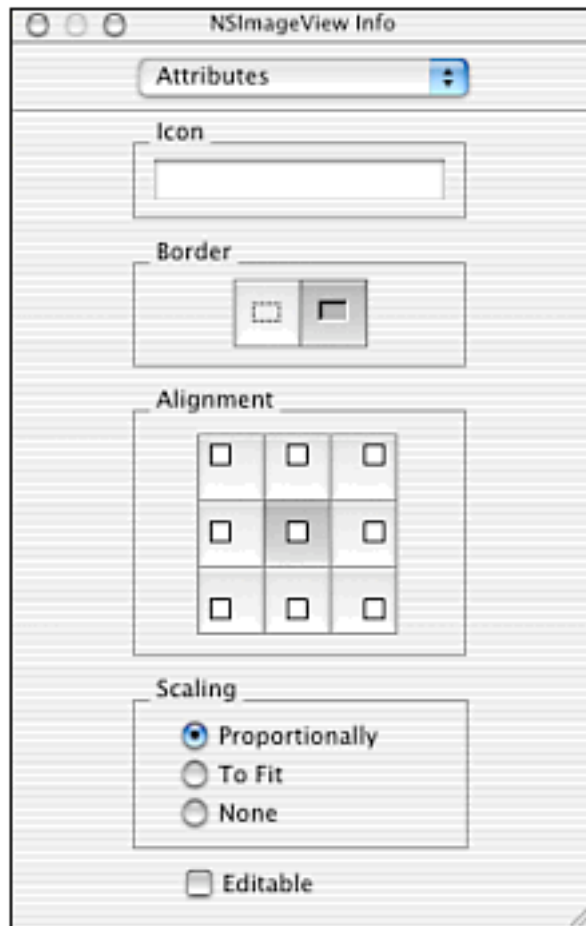 NSImageView Info
Attributes
Icon
Border
Alignment
Scaling
Proportionally
To Fit
None
Editable